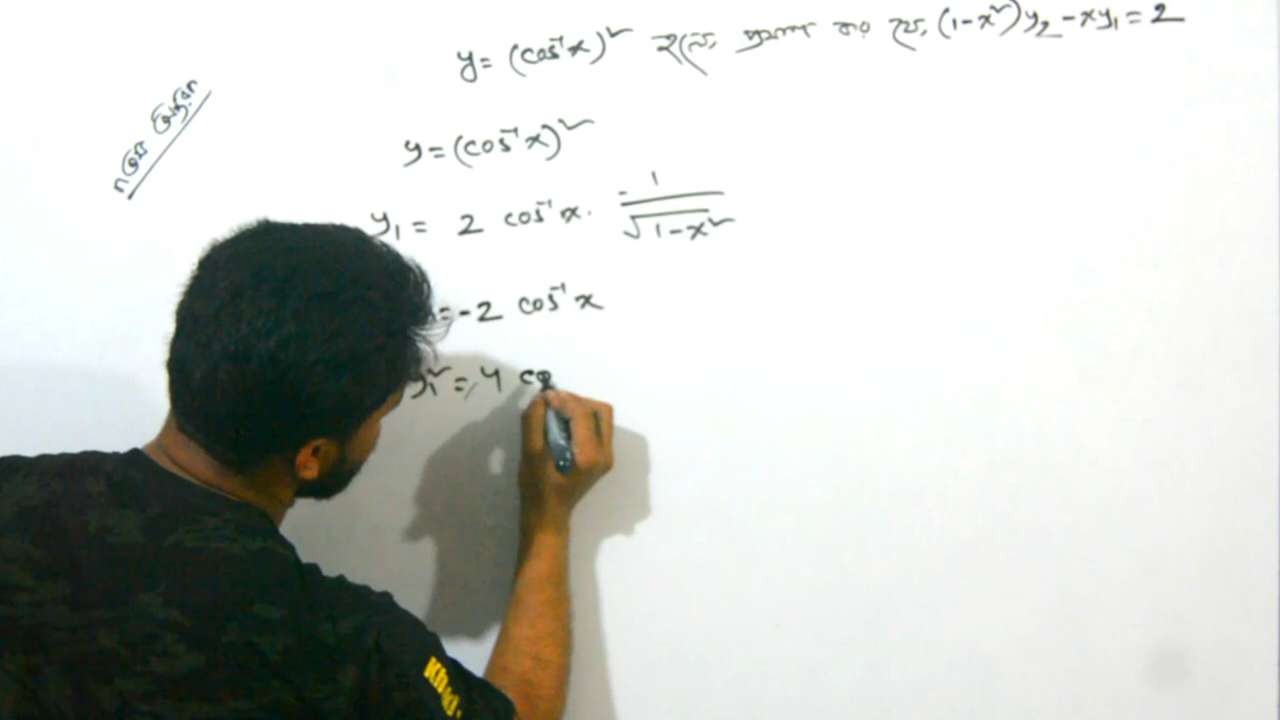 y = (cos⁻¹x)² হলে প্রমাণ কর যে, (1-x²)y₂ - xy₁ = 2
nতম
y = (cos⁻¹x)²
y₁ = 2 cos⁻¹x. -1/√(1-x²)
= -2 cos⁻¹x
y₁² = 4 co